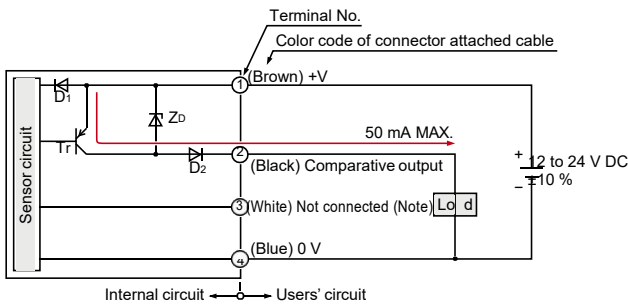 Terminal No.
Color code of connector attached cable
1 (Brown) +V
D1
ZD
50 mA MAX.
Tr
D2
2
(Black) Comparative output
+ 12 to 24 V DC
− ±10 %
Sensor circuit
3 (White) Not connected (Note)
Lo d
(Blue) 0 V
4
Internal circuit
Users' circuit